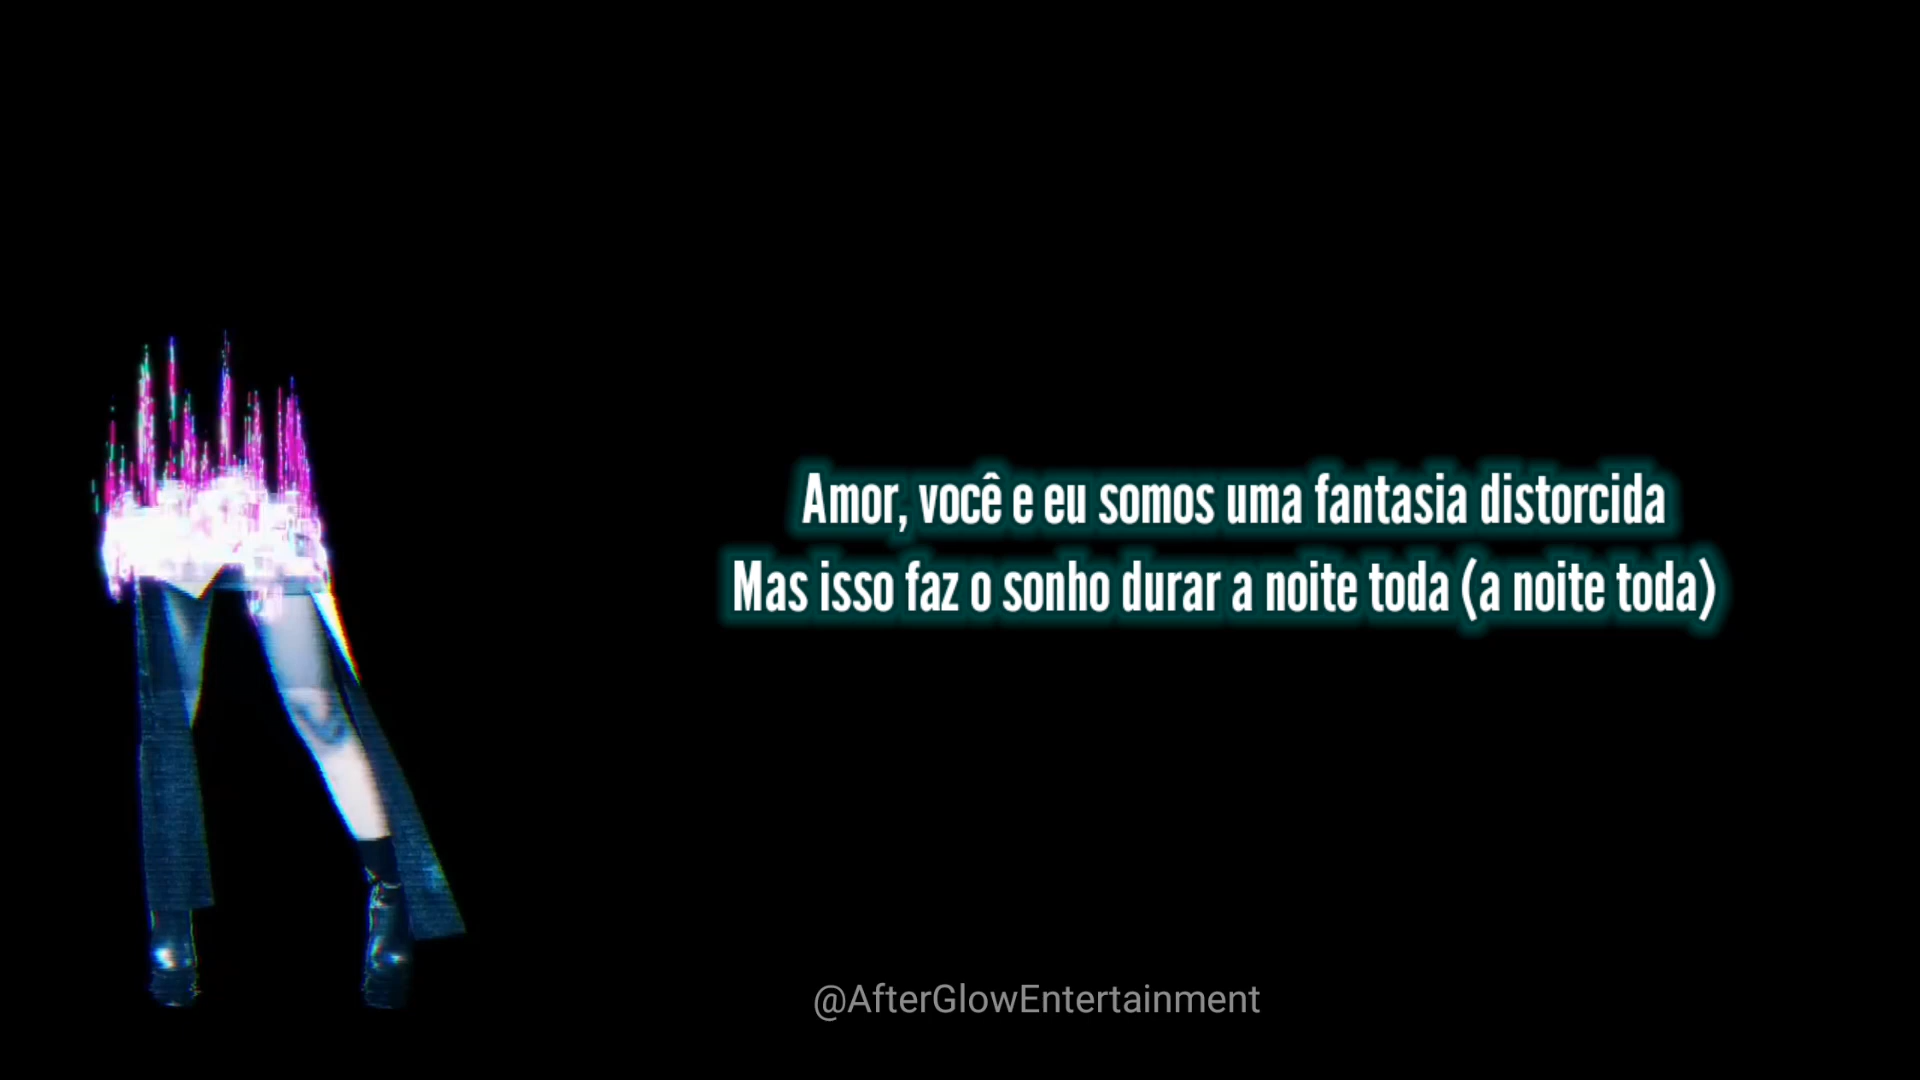 Amor, você e eu somos uma fantasia distorcida
Mas isso faz o sonho durar a noite toda (a noite toda)
@AfterGlowEntertainment